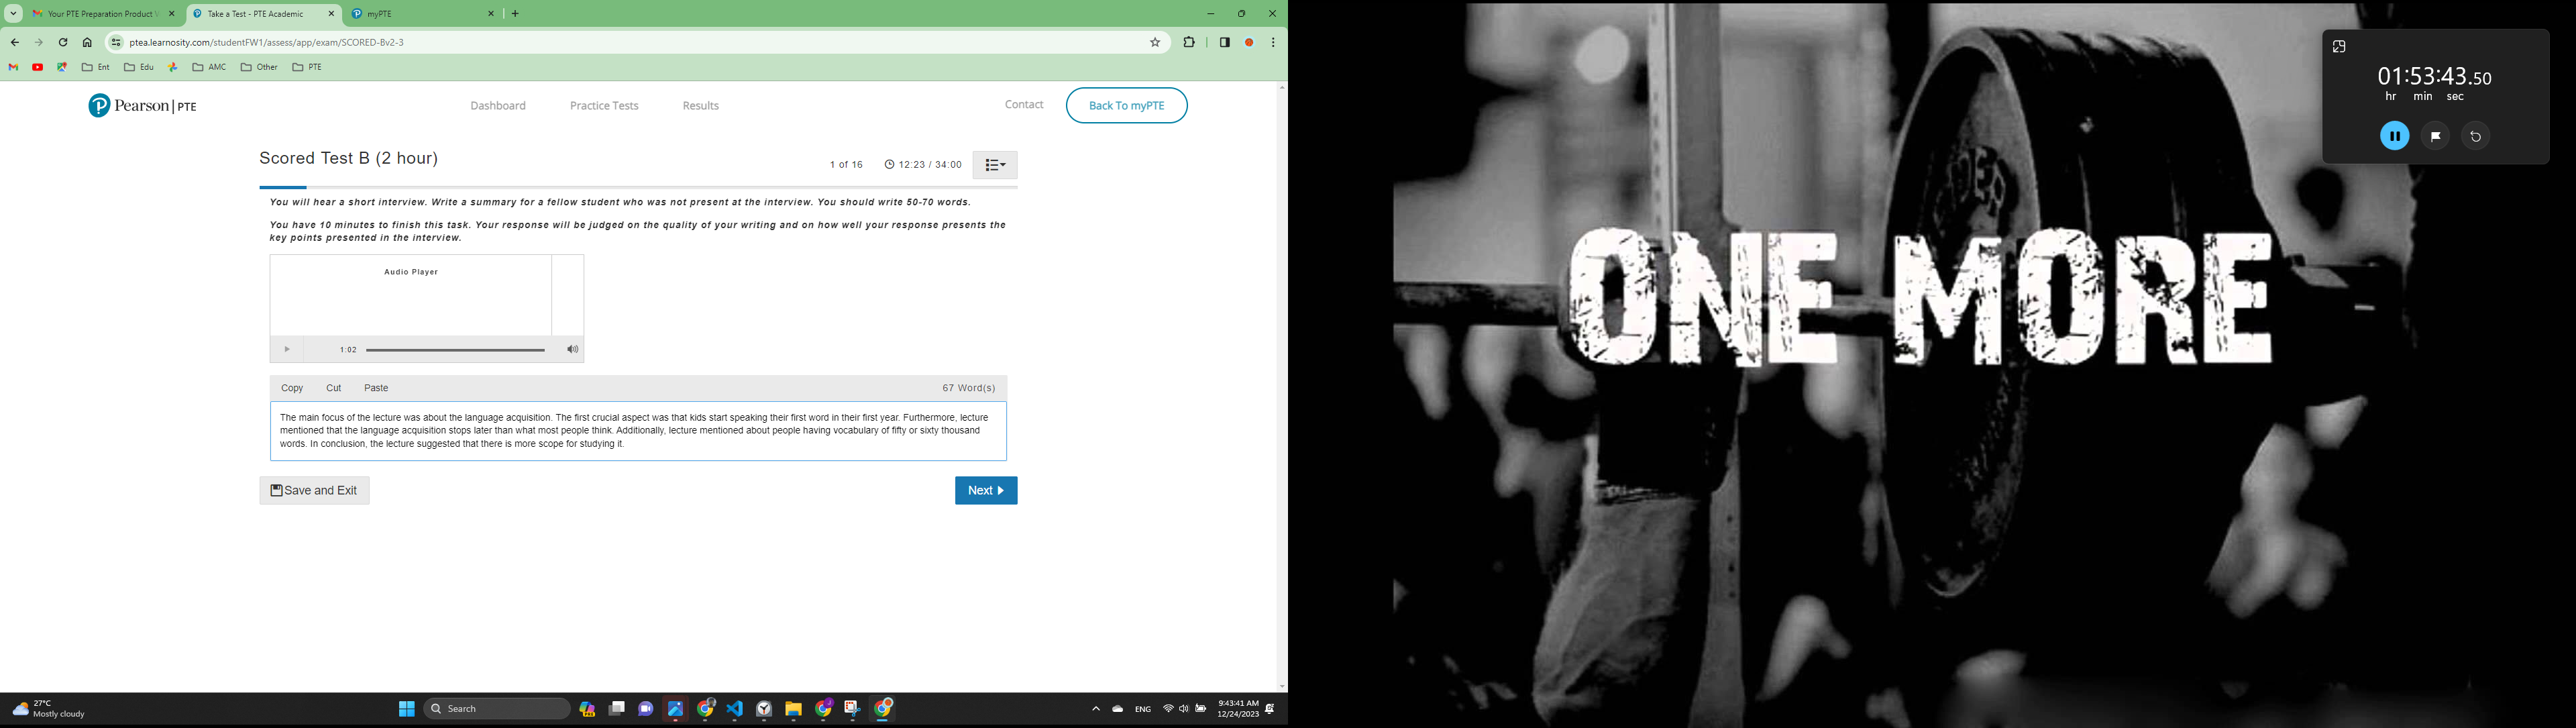 Your PTE Preparation Product V
Take a Test - PTE Academic
myPTE
ptea.learnosity.com/studentFW1/assess/app/exam/SCORED-Bv2-3
Ent
Edu
AMC
Other
PTE
Pearson | PTE
Dashboard
Practice Tests
Results
Contact
Back To myPTE
Scored Test B (2 hour)
1 of 16
12:23 / 34:00
You will hear a short interview. Write a summary for a fellow student who was not present at the interview. You should write 50-70 words.
You have 10 minutes to finish this task. Your response will be judged on the quality of your writing and on how well your response presents the
key points presented in the interview.
Audio Player
1:02
Copy
Cut
Paste
67 Word(s)
The main focus of the lecture was about the language acquisition. The first crucial aspect was that kids start speaking their first word in their first year. Furthermore, lecture
mentioned that the language acquisition stops later than what most people think. Additionally, lecture mentioned about people having vocabulary of fifty or sixty thousand
words. In conclusion, the lecture suggested that there is more scope for studying it.
Save and Exit
Next
27°C
Mostly cloudy
Search
ENG
9:43:41 AM
12/24/2023
ONE MORE
01:53:43.50
hr min sec